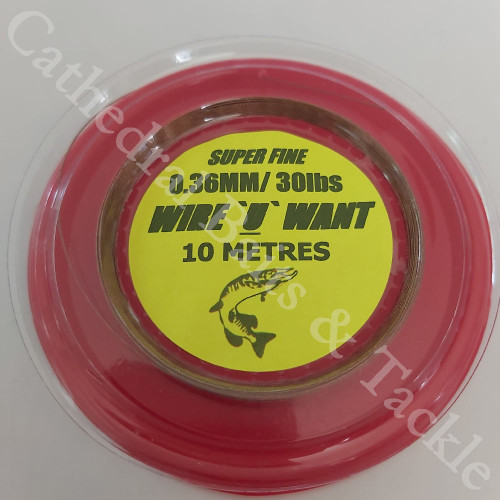 SUPER FINE
0.36MM/ 30lbs
WIRE `U` WANT
10 METRES
Cathedral Baits & Tackle